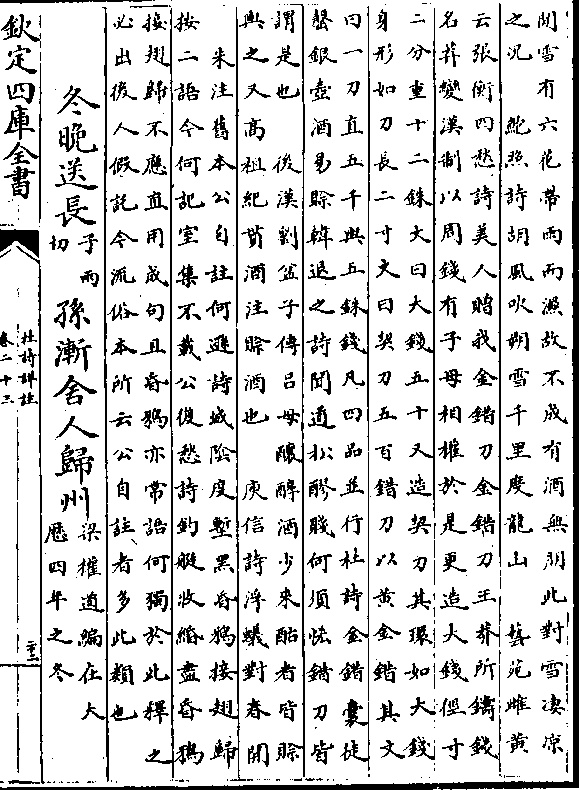 聞雪有六花帶雨而濕故不成有酒無朋此對雪凄凉
之況　鮑照詩胡風吹朔雪千里度龍山　藝苑雌黃
云張衡四愁詩美人贈我金錯刀金錯刀王莽所鑄錢
名莽變漢制以周錢有子母相權於是更造大錢徑寸
二分重十二銖文曰大錢五十又造契刀其環如大錢
身形如刀長二寸文曰契刀五百錯刀以黃金錯其文
曰一刀直五千與五銖錢凡四品並行杜詩金錯囊徒
罄銀壺酒易賒韓退之詩聞道松醪賤何須恡錯刀皆
謂是也　後漢劉盆子傳呂母釀醇酒少來酤者皆賒
與之又高祖紀貰酒注賒酒也　庾信詩浮蟻對春開
朱注舊本公自註何遜詩城陰度塹黑昏鴉接翅歸
按二語今何記室集不載公復愁詩釣艇收緡盡昏鴉
接翅歸不應直用成句且昏鴉亦常語何獨於此釋之
必出後人假託今流俗本所云公自註者多此類也
冬晚送長子兩切孫漸舍人歸州梁權道編在大曆四年之冬
欽定四庫全書
杜詩詳註
卷二十三
二十二